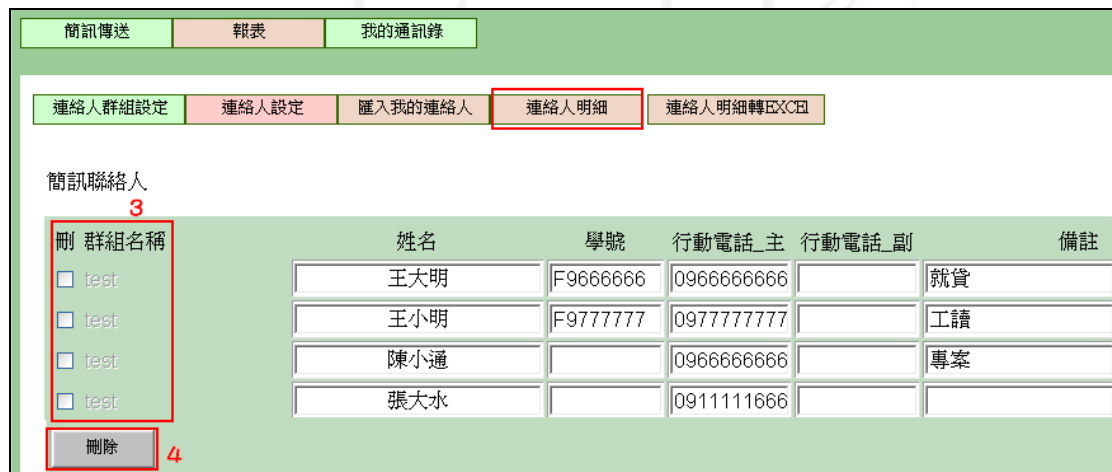 簡訊傳送 報表 我的通訊錄
連絡人群組設定 連絡人設定 匯入我的連絡人 連絡人明細 連絡人明細轉EXCEl
簡訊聯絡人
3
刪 群組名稱 姓名 學號 行動電話_主 行動電話_副 備註
test 王大明 F9666666 0966666666 就貸
test 王小明 F9777777 0977777777 工讀
test 陳小通 0966666666 專案
test 張大水 0911111666
刪除 4